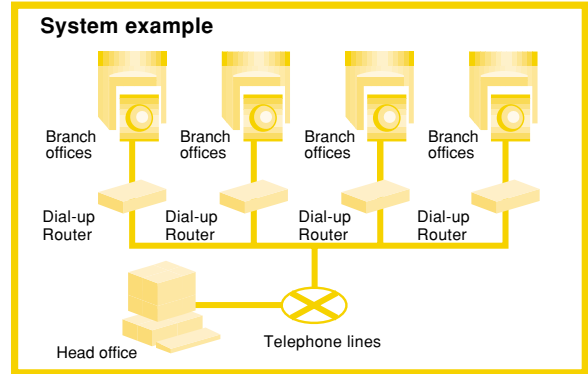 System example
Branch
offices
Branch
offices
Branch
offices
Branch
offices
Dial-up
Router
Dial-up
Router
Dial-up
Router
Dial-up
Router
Telephone lines
Head office